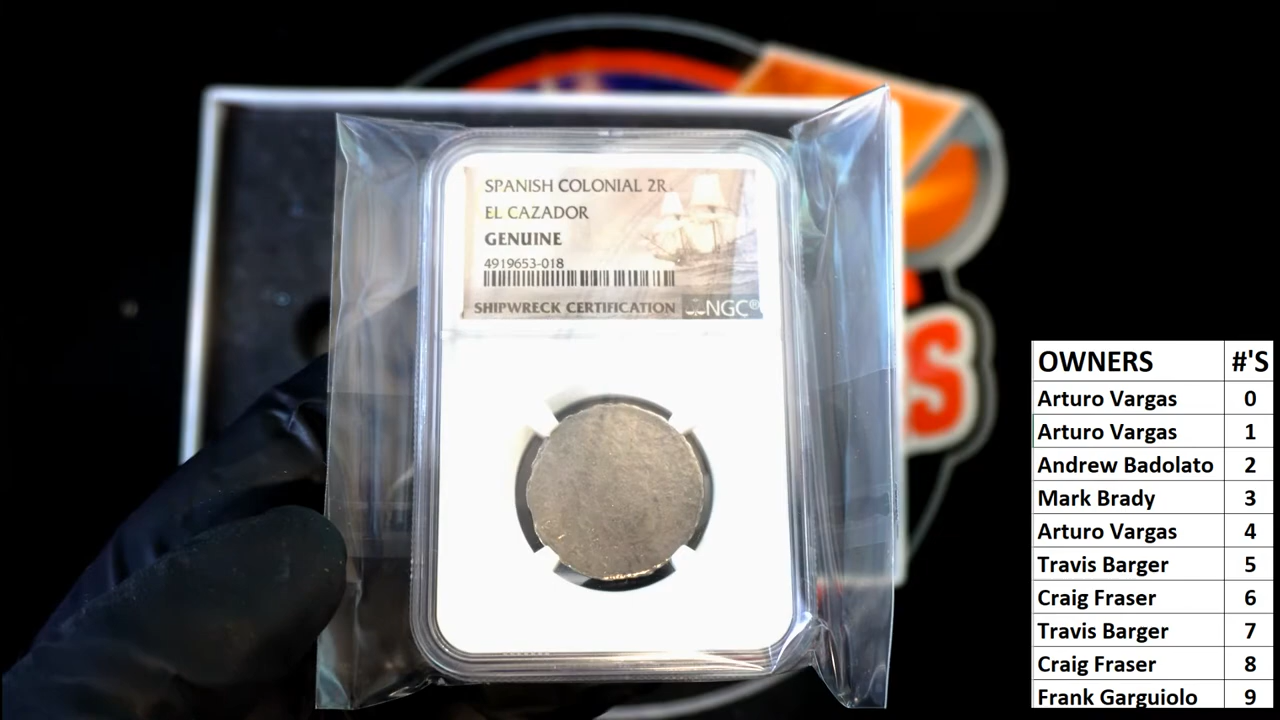 SPANISH COLONIAL 2R
EL CAZADOR
GENUINE
4919653-018
SHIPWRECK CERTIFICATION NGC®
OWNERS #'S
Arturo Vargas 0
Arturo Vargas 1
Andrew Badolato 2
Mark Brady 3
Arturo Vargas 4
Travis Barger 5
Craig Fraser 6
Travis Barger 7
Craig Fraser 8
Frank Garguiolo 9